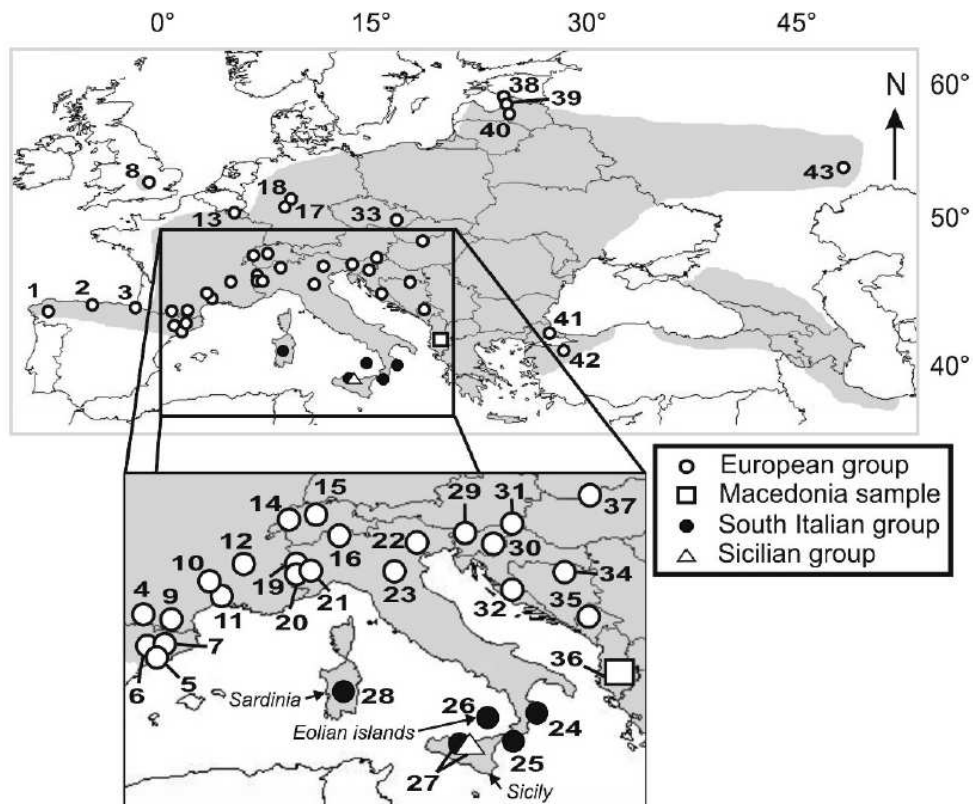 0° 15° 30° 45°
60°
N
38
39
40
8
43
18
17
13
33
50°
1 2 3
41
42
40°
European group
Macedonia sample
South Italian group
Sicilian group
14 15 29 31
37
12 16 22 30
10
19 23 34
4 9 11 20 21 32 35
7
36
6 5
Sardinia 28
26 24
Eolian islands
27 25
Sicily